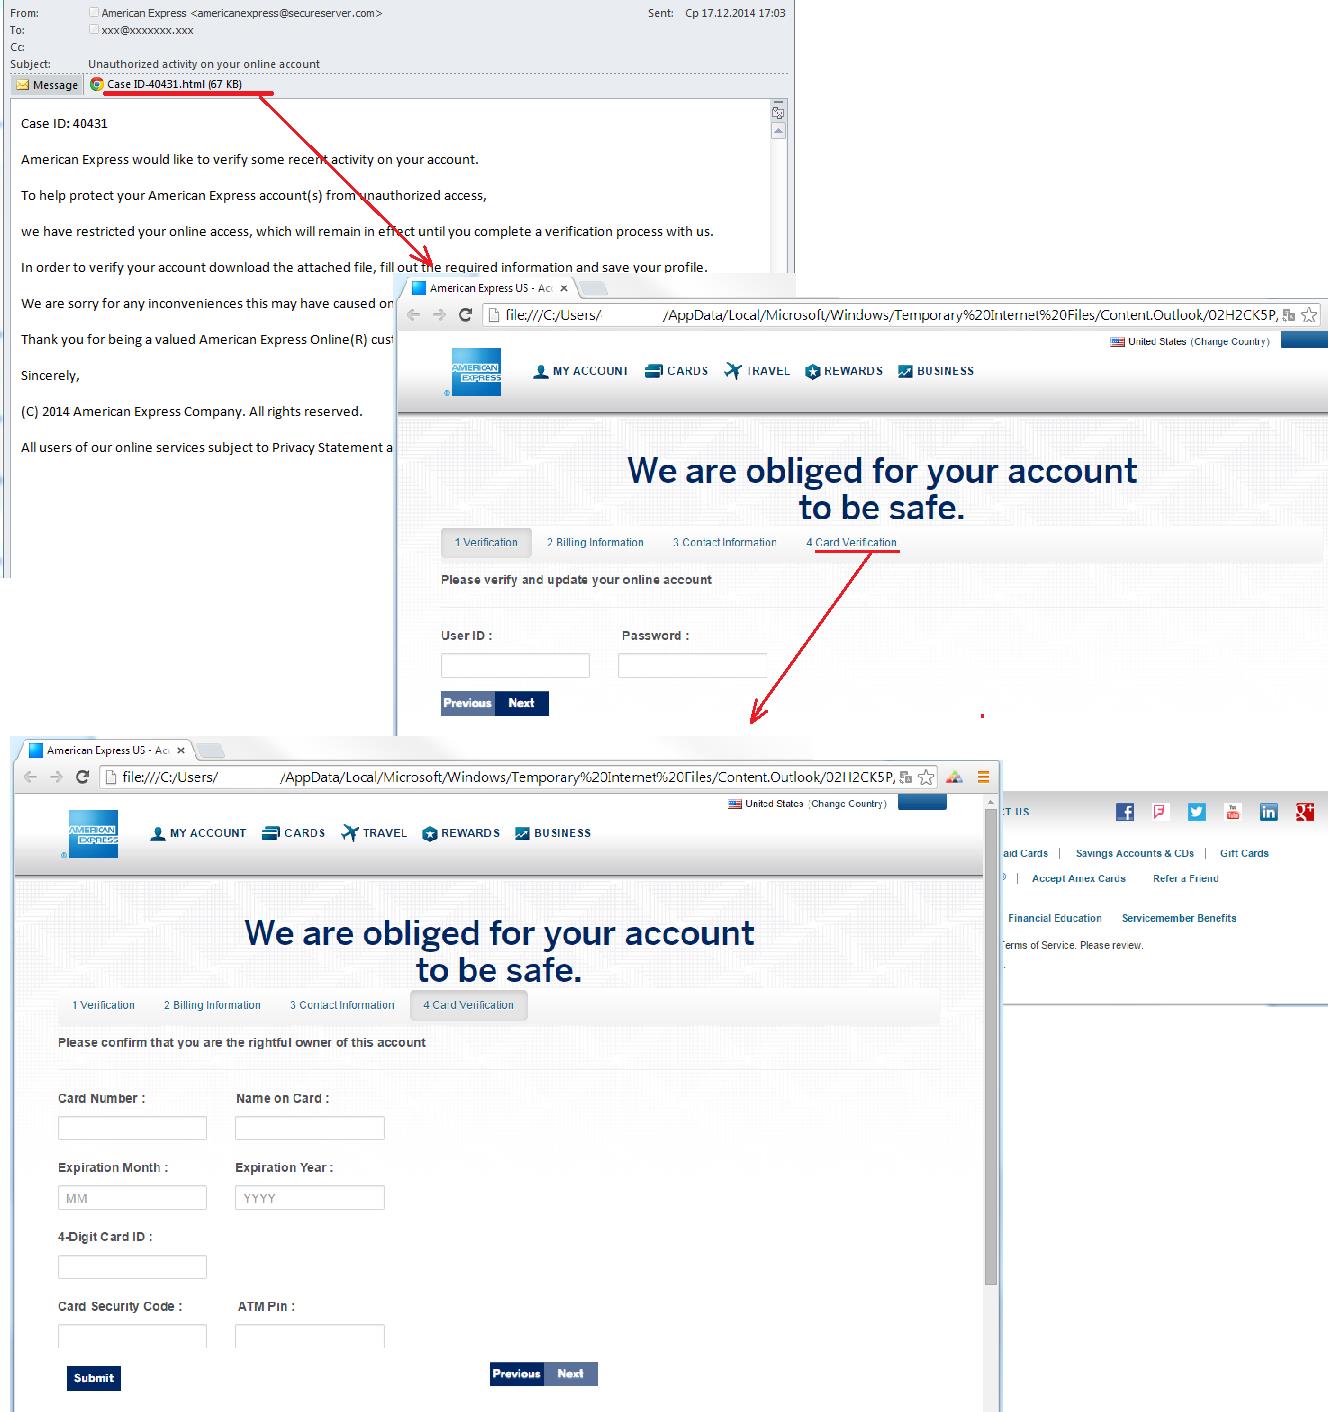 From: American Express <americanexpress@secureserver.com> Sent: Cp 17.12.2014 17:03
To: xxx@xxxxxxx.xxx
Cc:
Subject: Unauthorized activity on your online account
Message Case ID-40431.html (67 KB)
Case ID: 40431
American Express would like to verify some recent activity on your account.
To help protect your American Express account(s) from unauthorized access,
we have restricted your online access, which will remain in effect until you complete a verification process with us.
In order to verify your account download the attached file, fill out the required information and save your profile.
We are sorry for any inconveniences this may have caused on
Thank you for being a valued American Express Online(R) cust
Sincerely,
(C) 2014 American Express Company. All rights reserved.
All users of our online services subject to Privacy Statement a
American Express US - Acc
file:///C:/Users/ /AppData/Local/Microsoft/Windows/Temporary%20Internet%20Files/Content.Outlook/02H2CK5P/
United States (Change Country)
AMERICAN EXPRESS ®
MY ACCOUNT CARDS TRAVEL REWARDS BUSINESS
We are obliged for your account
to be safe.
1 Verification 2 Billing Information 3 Contact Information 4 Card Verification
Please verify and update your online account
User ID : Password :
Previous Next
American Express US - Acc
file:///C:/Users/ /AppData/Local/Microsoft/Windows/Temporary%20Internet%20Files/Content.Outlook/02H2CK5P/
United States (Change Country)
AMERICAN EXPRESS ®
MY ACCOUNT CARDS TRAVEL REWARDS BUSINESS
We are obliged for your account
to be safe.
1 Verification 2 Billing Information 3 Contact Information 4 Card Verification
Please confirm that you are the rightful owner of this account
Card Number : Name on Card :
Expiration Month : Expiration Year :
MM YYYY
4-Digit Card ID :
Card Security Code : ATM Pin :
Submit Previous Next
CT US
aid Cards | Savings Accounts & CDs | Gift Cards
® | Accept Amex Cards Refer a Friend
Financial Education Servicemember Benefits
Terms of Service. Please review.